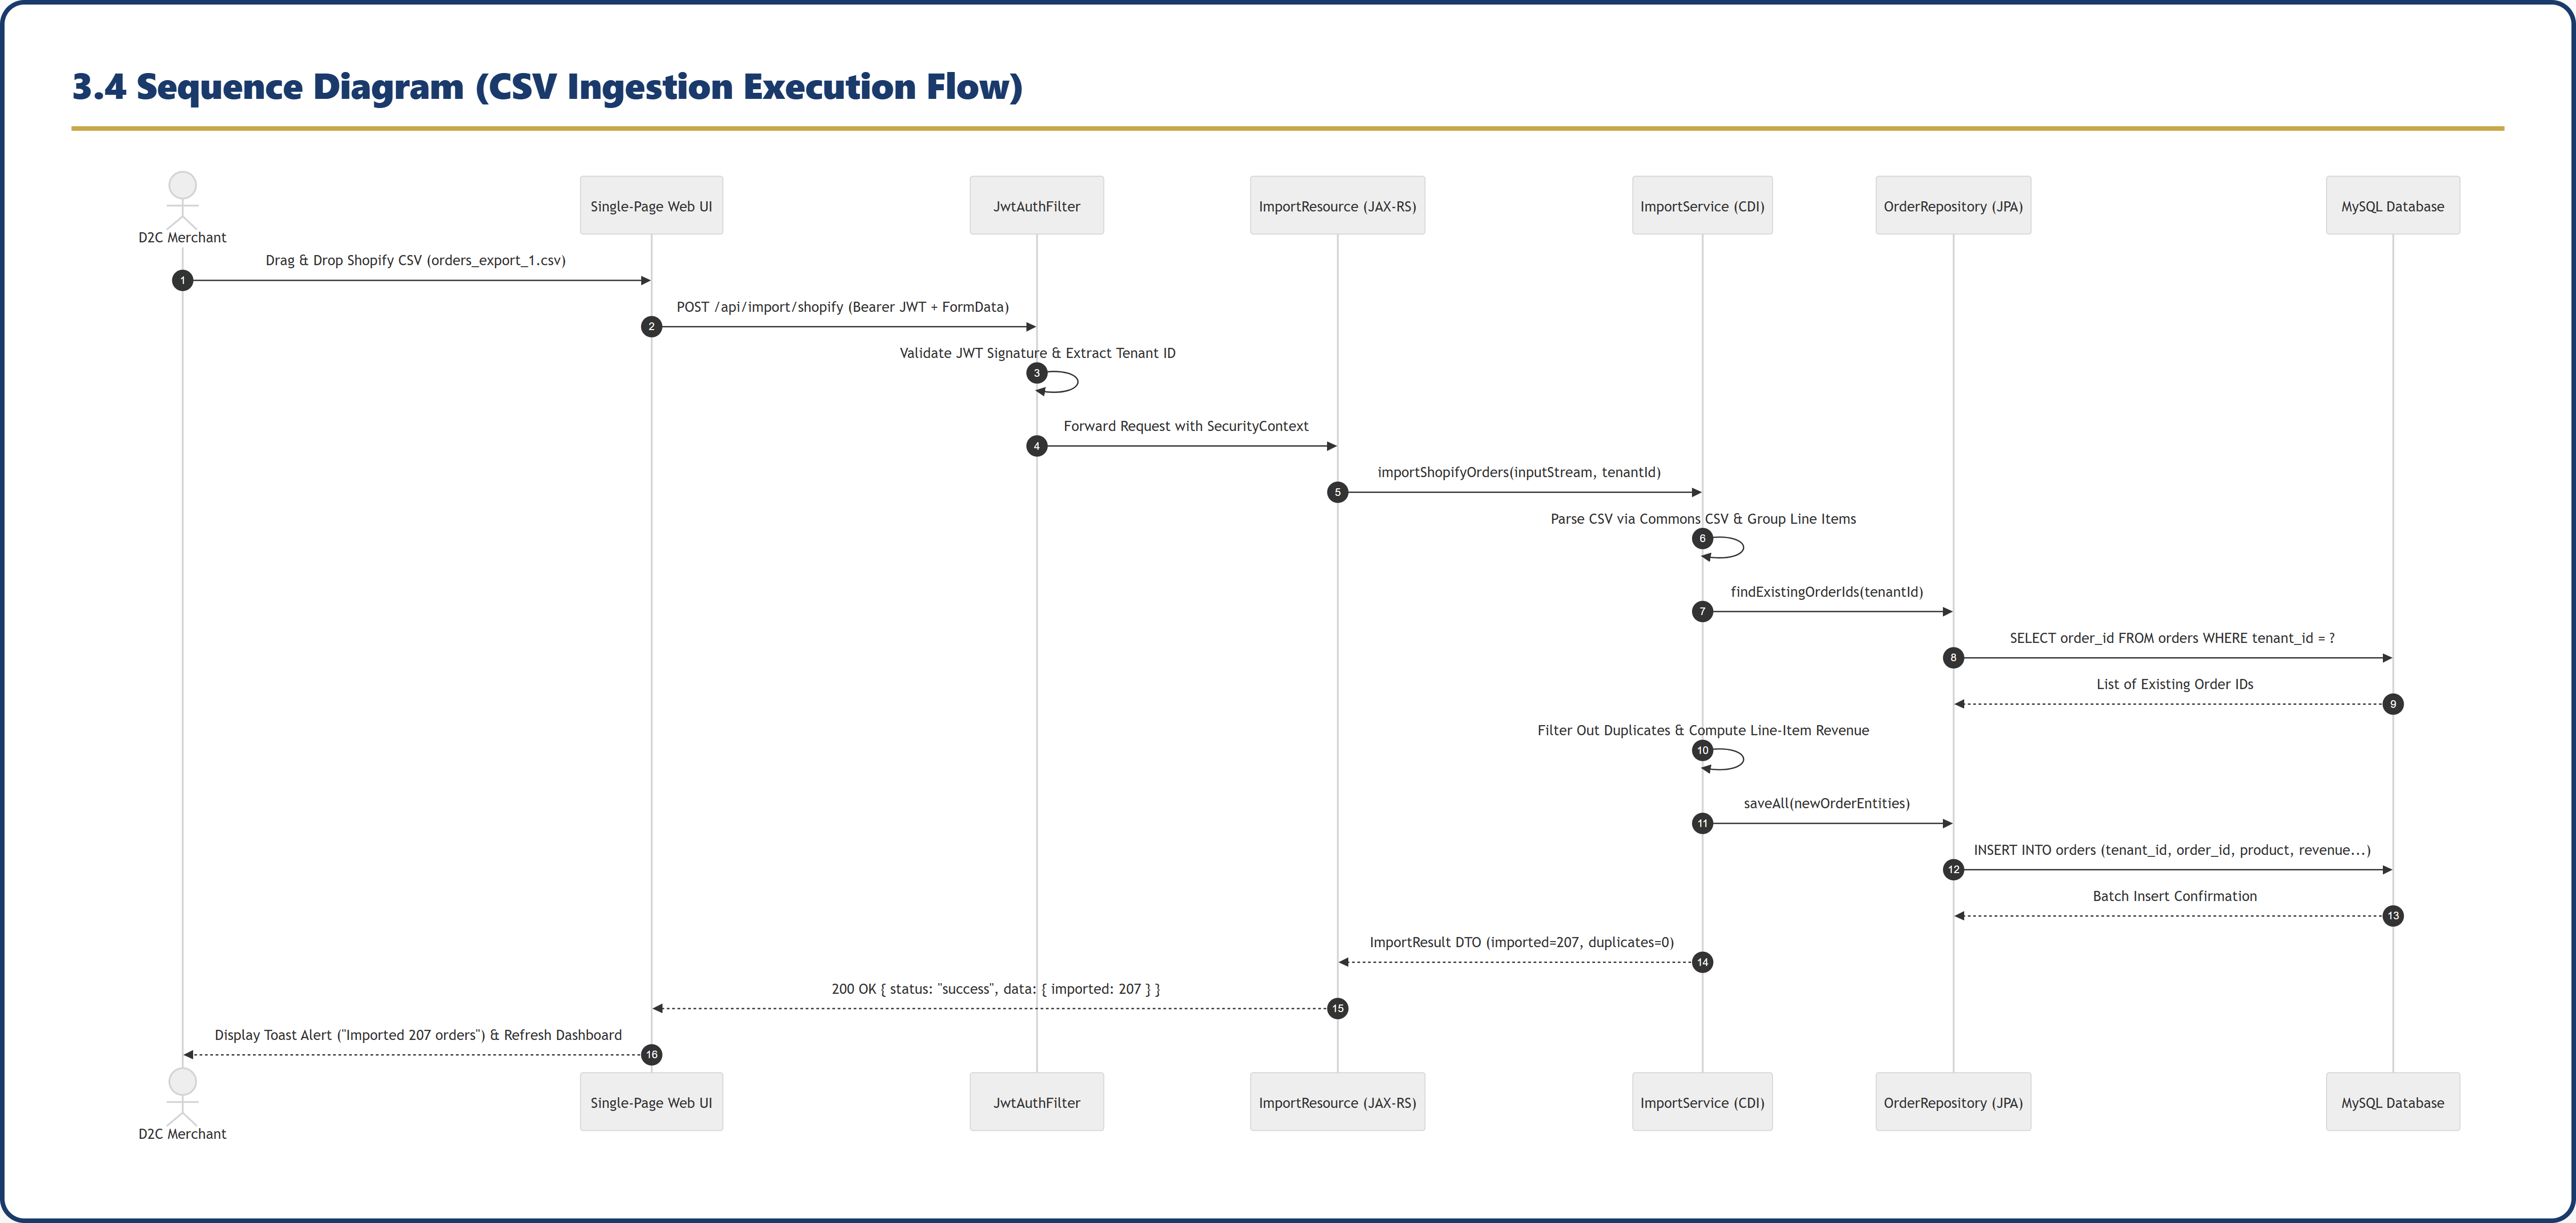 3.4 Sequence Diagram (CSV Ingestion Execution Flow)
D2C Merchant
Single-Page Web UI
JwtAuthFilter
ImportResource (JAX-RS)
ImportService (CDI)
OrderRepository (JPA)
MySQL Database
Drag & Drop Shopify CSV (orders_export_1.csv)
1
POST /api/import/shopify (Bearer JWT + FormData)
2
Validate JWT Signature & Extract Tenant ID
3
Forward Request with SecurityContext
4
importShopifyOrders(inputStream, tenantId)
5
Parse CSV via Commons CSV & Group Line Items
6
findExistingOrderIds(tenantId)
7
SELECT order_id FROM orders WHERE tenant_id = ?
8
List of Existing Order IDs
9
Filter Out Duplicates & Compute Line-Item Revenue
10
saveAll(newOrderEntities)
11
INSERT INTO orders (tenant_id, order_id, product, revenue...)
12
Batch Insert Confirmation
13
ImportResult DTO (imported=207, duplicates=0)
14
200 OK { status: "success", data: { imported: 207 } }
15
Display Toast Alert ("Imported 207 orders") & Refresh Dashboard
16
D2C Merchant
Single-Page Web UI
JwtAuthFilter
ImportResource (JAX-RS)
ImportService (CDI)
OrderRepository (JPA)
MySQL Database